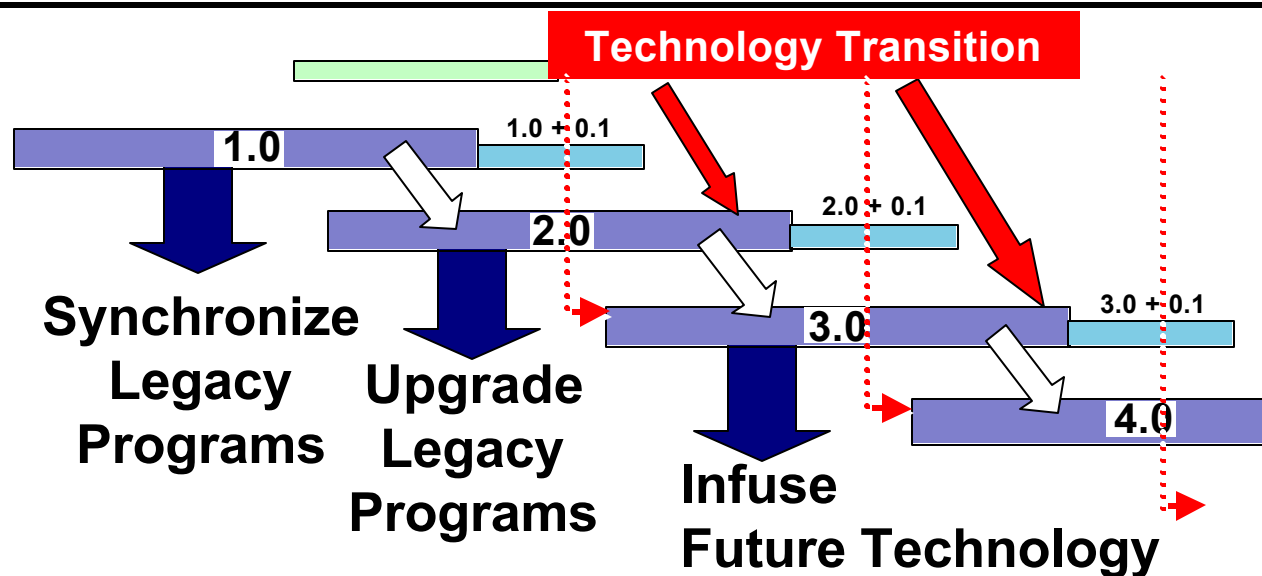 Technology Transition
1.0
1.0 + 0.1
2.0
2.0 + 0.1
3.0
3.0 + 0.1
4.0
Synchronize
Legacy
Programs
Upgrade
Legacy
Programs
Infuse
Future Technology